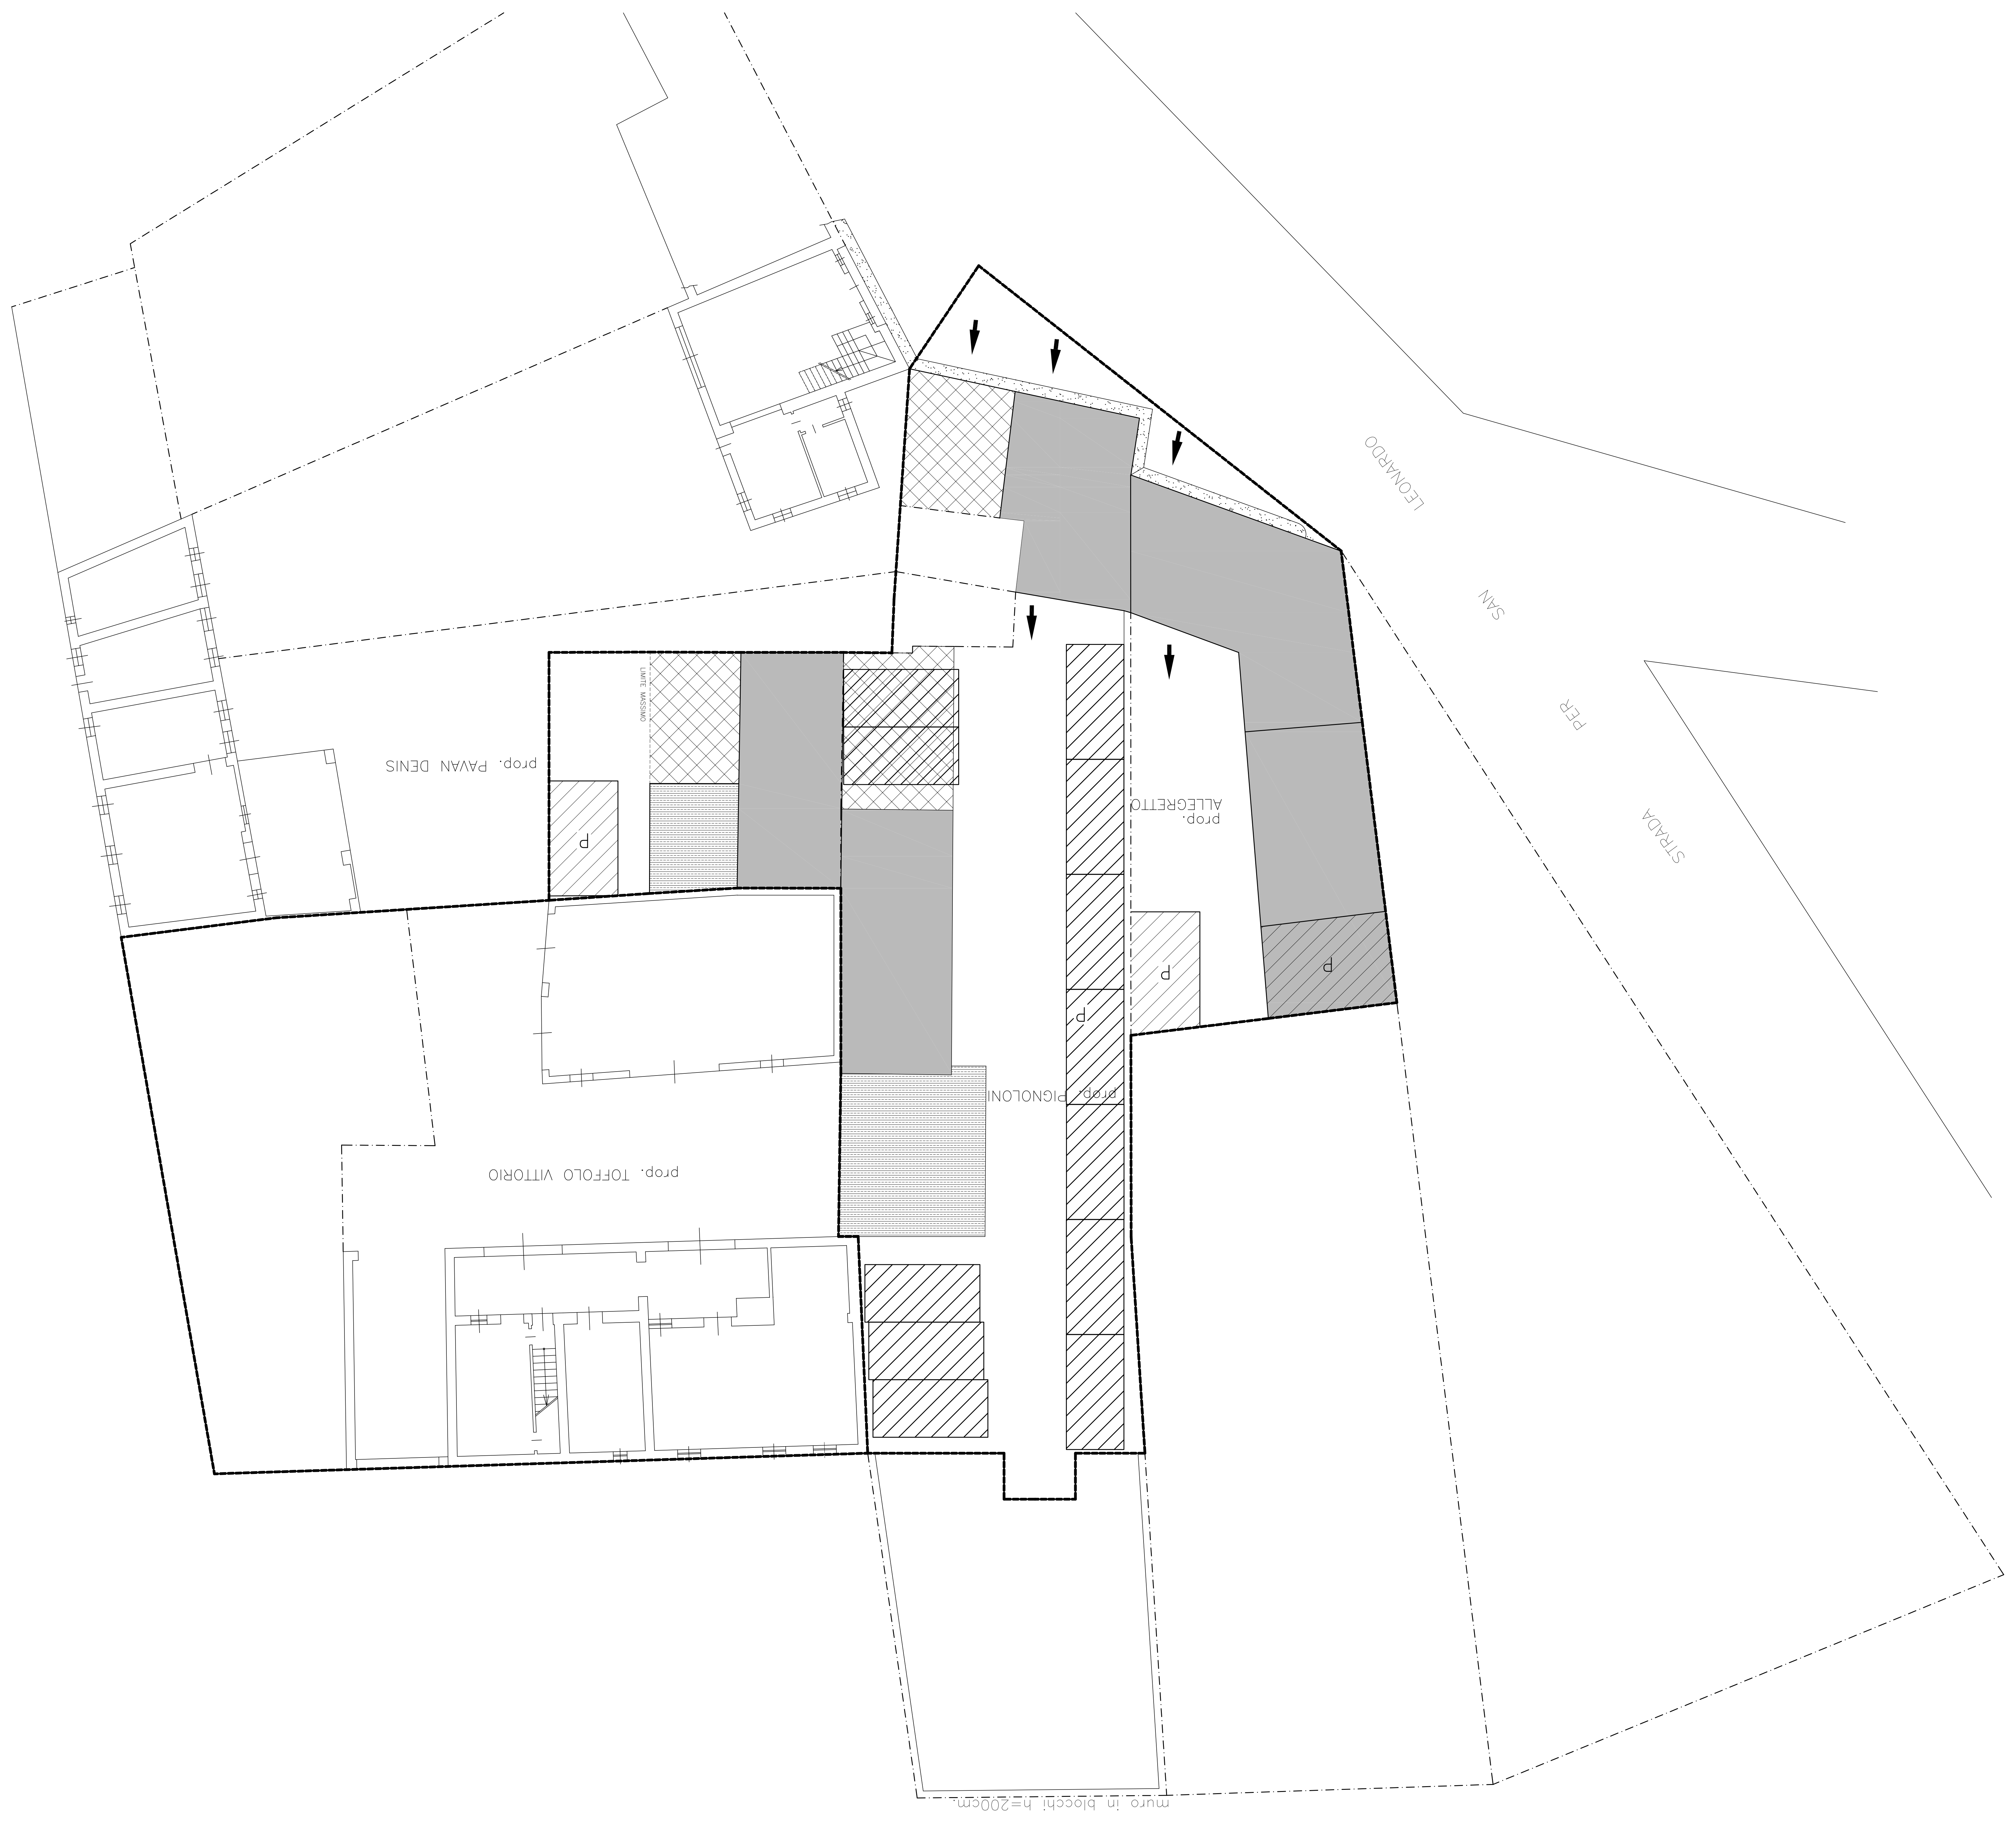 muro in blocchi h=200cm.
prop. TOFFOLO VITTORIO
prop. PIGNOLONI
P
P
P
P
prop.
ALLEGRETTO
prop. PAVAN DENIS
LIMITE MASSIMO
STRADA
PER
SAN
LEONARDO